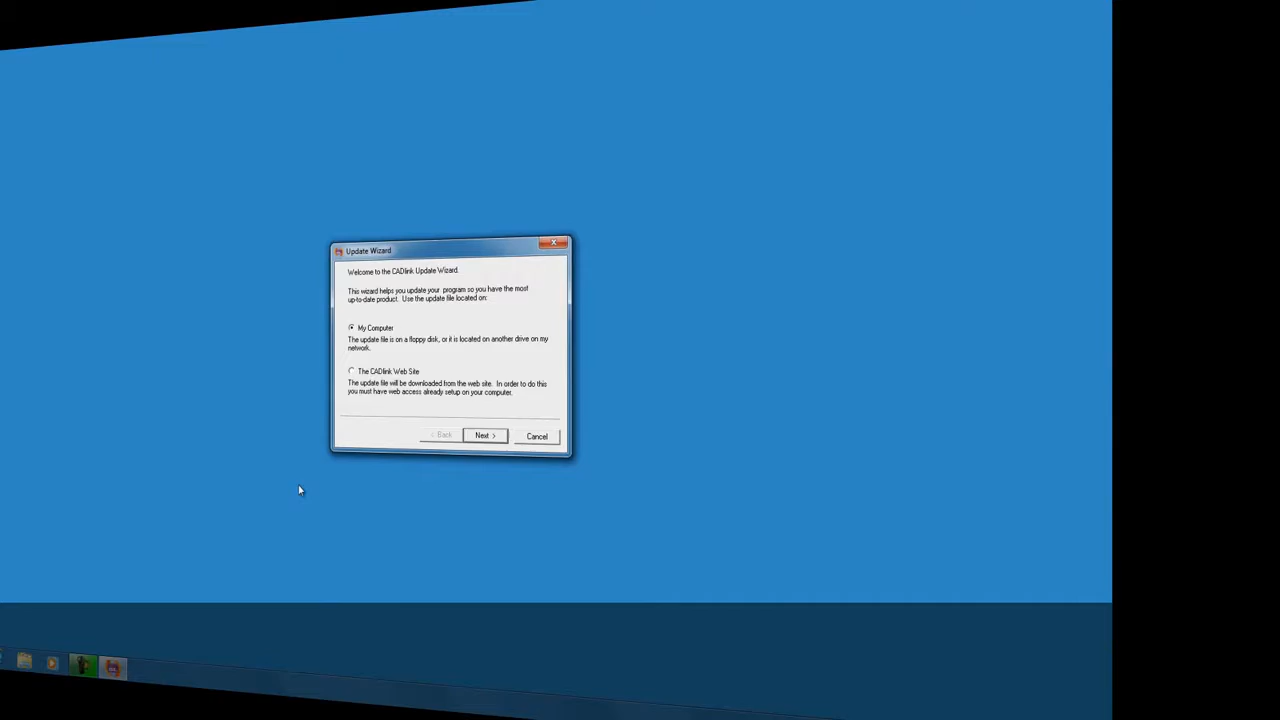 Update Wizard
Welcome to the CADlink Update Wizard.
This wizard helps you update your program so you have the most
up-to-date product. Use the update file located on:
My Computer
The update file is on a floppy disk, or it is located on another drive on my
network.
The CADlink Web Site
The update file will be downloaded from the web site. In order to do this
you must have web access already setup on your computer.
< Back
Next >
Cancel